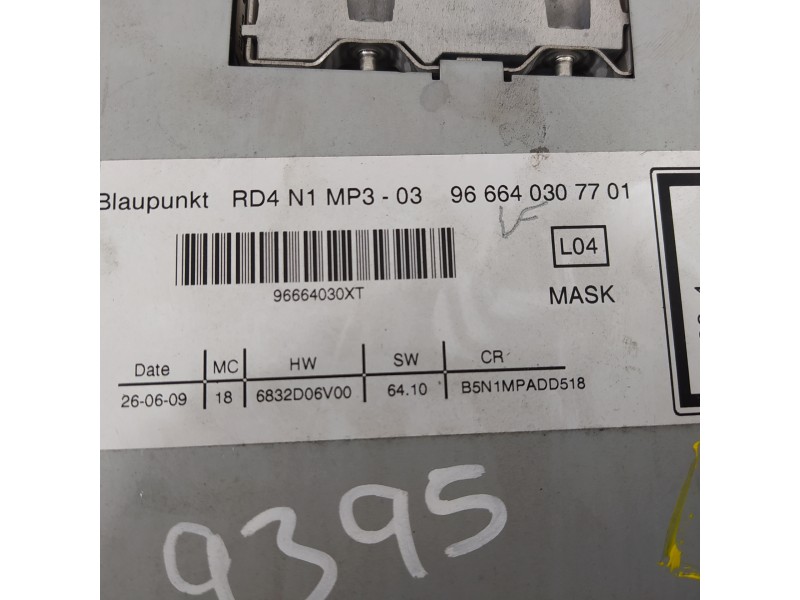 Blaupunkt RD4 N1 MP3 - 03 96 664 030 77 01
L04
96664030XT
MASK
Date MC HW SW CR
26-06-09 18 6832D06V00 64.10 B5N1MPADD518
9395